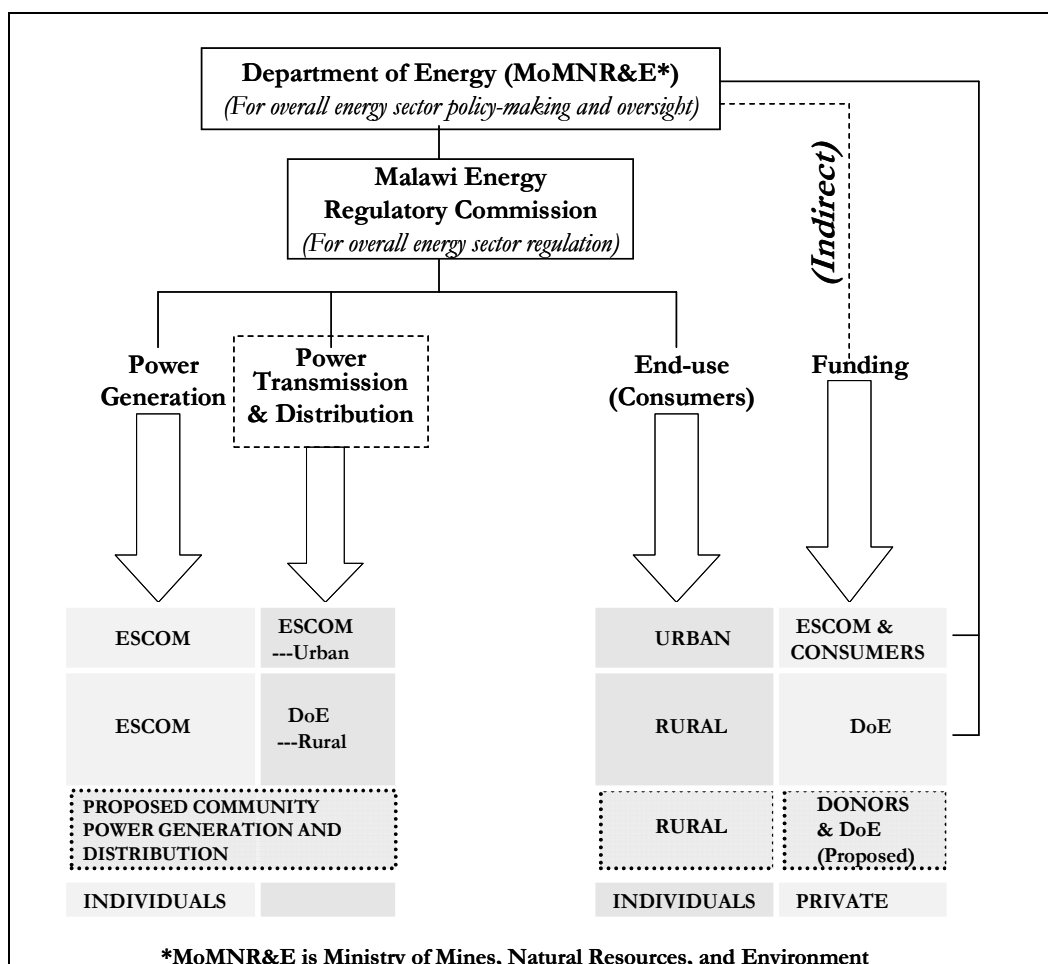 Department of Energy (MoMNR&E*)
(For overall energy sector policy-making and oversight)
Malawi Energy
Regulatory Commission
(For overall energy sector regulation)
(Indirect)
Power
Generation
Power
Transmission
& Distribution
End-use
(Consumers)
Funding
ESCOM
ESCOM
---Urban
URBAN
ESCOM &
CONSUMERS
ESCOM
DoE
---Rural
RURAL
DoE
PROPOSED COMMUNITY
POWER GENERATION AND
DISTRIBUTION
RURAL
DONORS
& DoE
(Proposed)
INDIVIDUALS
INDIVIDUALS
PRIVATE
*MoMNR&E is Ministry of Mines, Natural Resources, and Environment